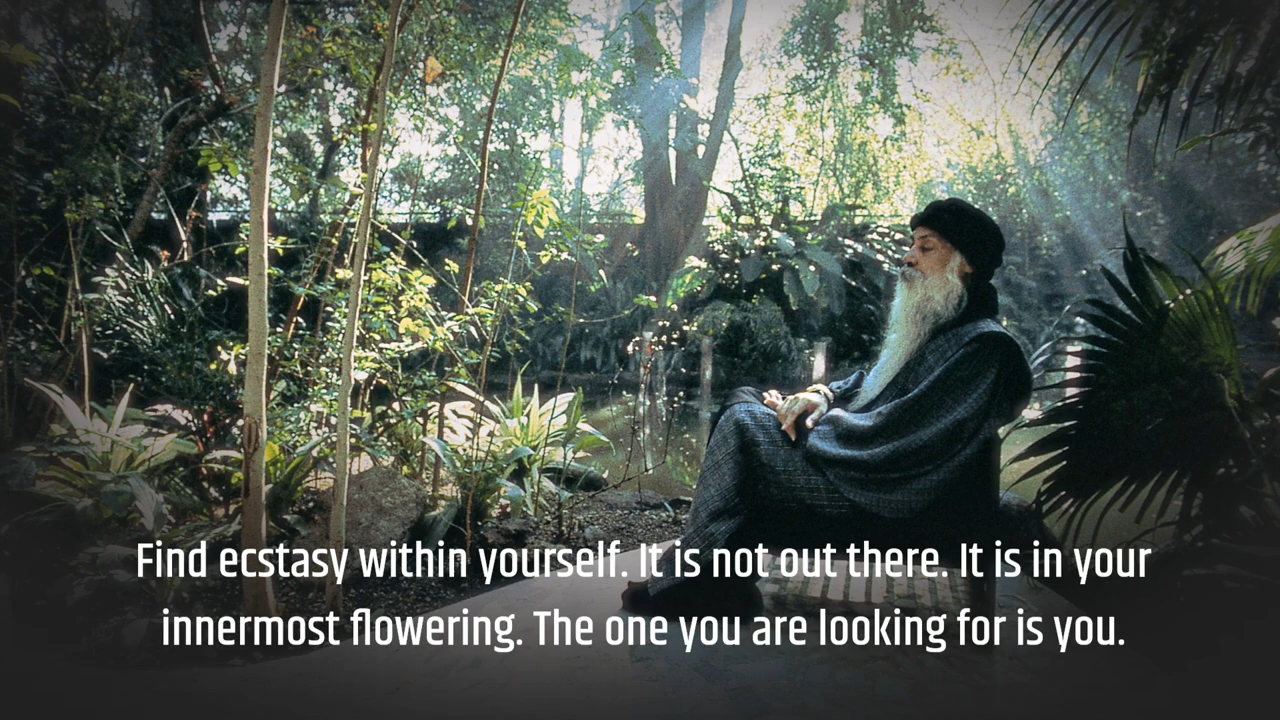 Find ecstasy within yourself. It is not out there. It is in your
innermost flowering. The one you are looking for is you.